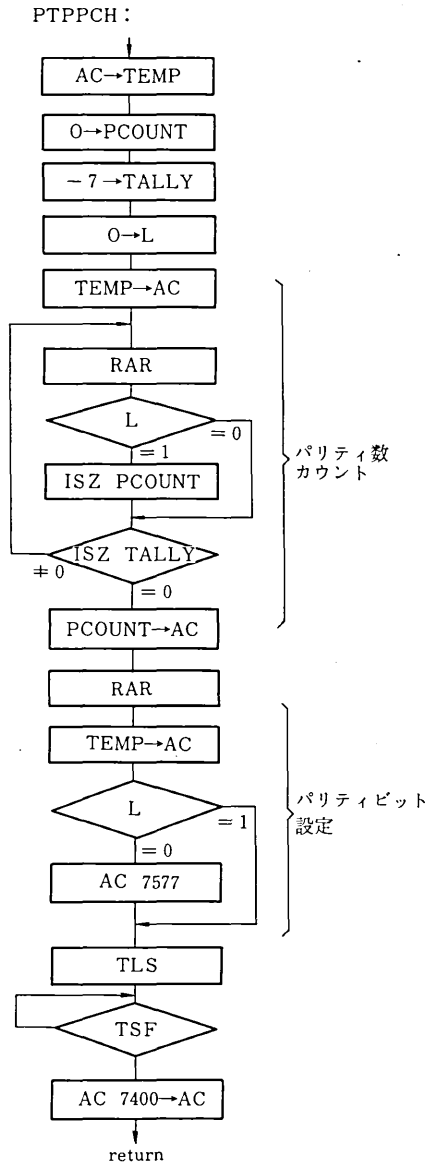 PTPPCH:
AC→TEMP
O→PCOUNT
−7→TALLY
O→L
TEMP→AC
RAR
L
=0
=1
ISZ PCOUNT
ISZ TALLY
≠0
=0
PCOUNT→AC
パリティ数
カウント
RAR
TEMP→AC
L
=1
=0
AC 7577
パリティビット
設定
TLS
TSF
AC 7400→AC
return